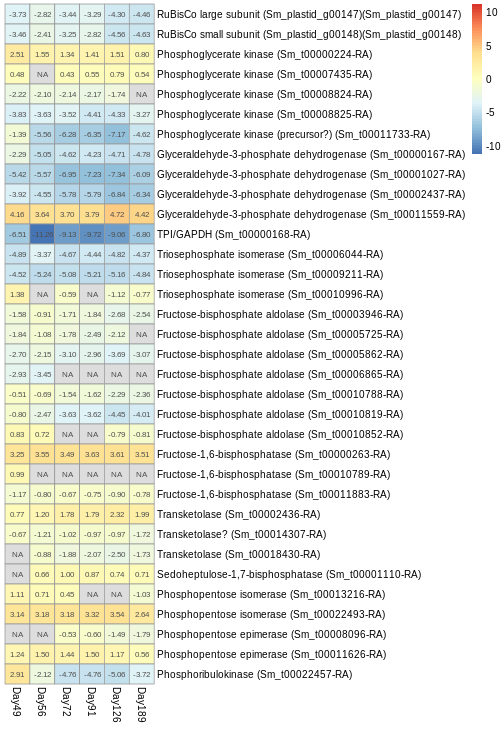 -3.73 -2.82 -3.44 -3.29 -4.30 -4.46 RuBisCo large subunit (Sm_plastid_g00147)(Sm_plastid_g00147)
-3.46 -2.41 -3.25 -2.82 -4.56 -4.63 RuBisCo small subunit (Sm_plastid_g00148)(Sm_plastid_g00148)
2.51 1.55 1.34 1.41 1.51 0.80 Phosphoglycerate kinase (Sm_t00000224-RA)
0.48 NA 0.43 0.55 0.79 0.54 Phosphoglycerate kinase (Sm_t00007435-RA)
-2.22 -2.10 -2.14 -2.17 -1.74 NA Phosphoglycerate kinase (Sm_t00008824-RA)
-3.83 -3.63 -3.52 -4.41 -4.33 -3.27 Phosphoglycerate kinase (Sm_t00008825-RA)
-1.39 -5.56 -6.28 -6.35 -7.17 -4.62 Phosphoglycerate kinase (precursor?) (Sm_t00011733-RA)
-2.29 -5.05 -4.62 -4.23 -4.71 -4.78 Glyceraldehyde-3-phosphate dehydrogenase (Sm_t00000167-RA)
-5.42 -5.57 -6.95 -7.23 -7.34 -6.09 Glyceraldehyde-3-phosphate dehydrogenase (Sm_t00001027-RA)
-3.92 -4.55 -5.78 -5.79 -6.84 -6.34 Glyceraldehyde-3-phosphate dehydrogenase (Sm_t00002437-RA)
4.16 3.64 3.70 3.79 4.72 4.42 Glyceraldehyde-3-phosphate dehydrogenase (Sm_t00011559-RA)
-6.51 -9.13 -9.72 -9.06 -6.80 TPI/GAPDH (Sm_t00000168-RA)
-4.89 -3.37 -4.67 -4.44 -4.82 -4.37 Triosephosphate isomerase (Sm_t00006044-RA)
-4.52 -5.24 -5.08 -5.21 -5.16 -4.84 Triosephosphate isomerase (Sm_t00009211-RA)
1.38 NA -0.59 NA -1.12 -0.77 Triosephosphate isomerase (Sm_t00010996-RA)
-1.58 -0.91 -1.71 -1.84 -2.68 -2.54 Fructose-bisphosphate aldolase (Sm_t00003946-RA)
-1.84 -1.08 -1.78 -2.49 -2.12 NA Fructose-bisphosphate aldolase (Sm_t00005725-RA)
-2.70 -2.15 -3.10 -2.96 -3.69 -3.07 Fructose-bisphosphate aldolase (Sm_t00005862-RA)
-2.93 -3.45 NA NA NA NA Fructose-bisphosphate aldolase (Sm_t00006865-RA)
-0.51 -0.69 -1.54 -1.62 -2.29 -2.36 Fructose-bisphosphate aldolase (Sm_t00010788-RA)
-0.80 -2.47 -3.63 -3.62 -4.45 -4.01 Fructose-bisphosphate aldolase (Sm_t00010819-RA)
0.83 0.72 NA NA -0.79 -0.81 Fructose-bisphosphate aldolase (Sm_t00010852-RA)
3.25 3.55 3.49 3.63 3.61 3.51 Fructose-1,6-bisphosphatase (Sm_t00000263-RA)
0.99 NA NA NA NA NA Fructose-1,6-bisphosphatase (Sm_t00010789-RA)
-1.17 -0.80 -0.67 -0.75 -0.90 -0.78 Fructose-1,6-bisphosphatase (Sm_t00011883-RA)
0.77 1.20 1.78 1.79 2.32 1.99 Transketolase (Sm_t00002436-RA)
-0.67 -1.21 -1.02 -0.97 -0.97 -1.72 Transketolase? (Sm_t00014307-RA)
NA -0.88 -1.88 -2.07 -2.50 -1.73 Transketolase (Sm_t00018430-RA)
NA 0.66 1.00 0.87 0.74 0.71 Sedoheptulose-1,7-bisphosphatase (Sm_t00001110-RA)
1.11 0.71 0.45 NA NA -1.03 Phosphopentose isomerase (Sm_t00013216-RA)
3.14 3.18 3.18 3.32 3.54 2.64 Phosphopentose isomerase (Sm_t00022493-RA)
NA NA -0.53 -0.60 -1.49 -1.79 Phosphopentose epimerase (Sm_t00008096-RA)
1.24 1.50 1.44 1.50 1.17 0.56 Phosphopentose epimerase (Sm_t00011626-RA)
2.91 -2.12 -4.76 -4.76 -5.06 -3.72 Phosphoribulokinase (Sm_t00022457-RA)
Day49 Day56 Day72 Day91 Day126 Day189
10
5
0
-5
-10